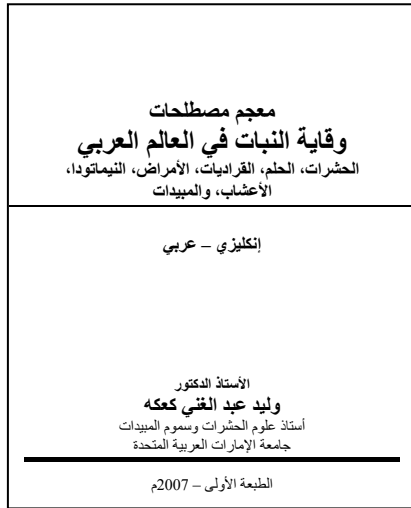 معجم مصطلحات
وقاية النبات في العالم العربي
الحشرات، الحلم، القراديات، الأمراض، النيماتودا،
الأعشاب، والمبيدات
إنكليزي – عربي
الأستاذ الدكتور
وليد عبد الغني كعكه
أستاذ علوم الحشرات وسموم المبيدات
جامعة الإمارات العربية المتحدة
الطبعة الأولى – 2007م